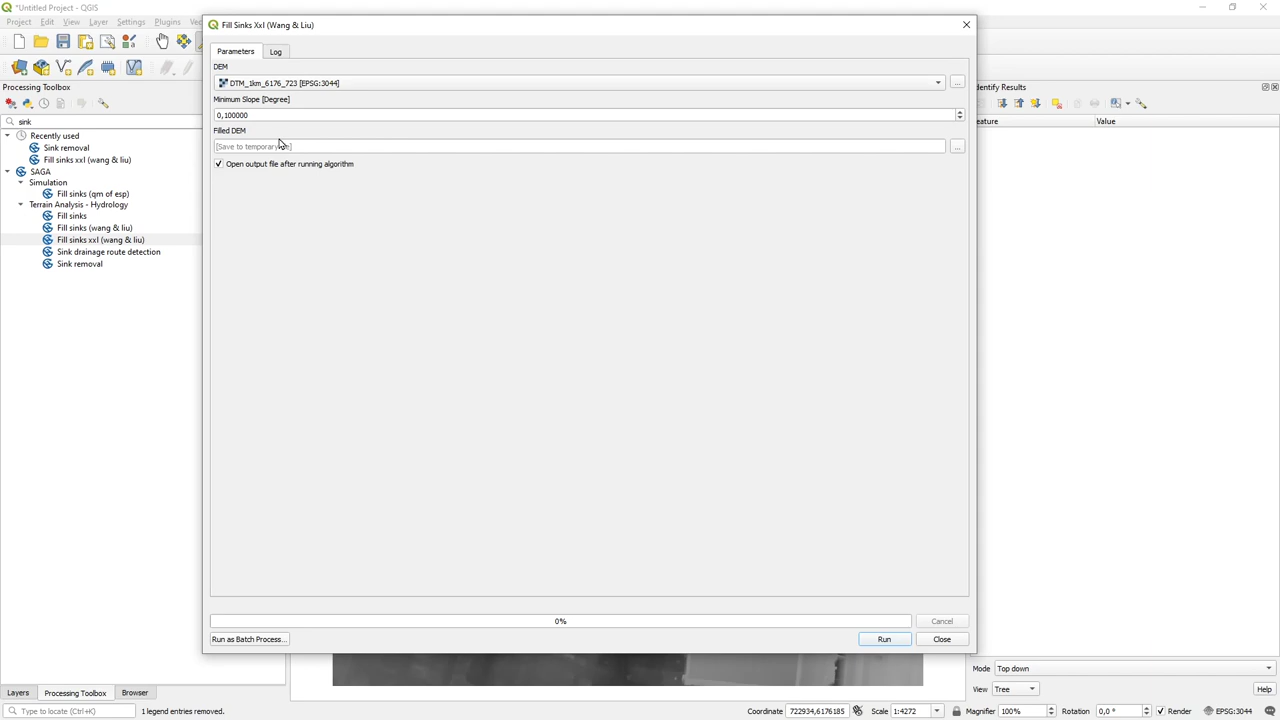 *Untitled Project - QGIS
Project Edit View Layer Settings Plugins
Processing Toolbox
sink
Recently used
Sink removal
Fill sinks xxl (wang & liu)
SAGA
Simulation
Fill sinks (qm of esp)
Terrain Analysis - Hydrology
Fill sinks
Fill sinks (wang & liu)
Fill sinks xxl (wang & liu)
Sink drainage route detection
Sink removal
Fill Sinks Xxl (Wang & Liu)
Parameters Log
DEM
DTM_1km_6176_723 [EPSG:3044]
...
Minimum Slope [Degree]
0,100000
Filled DEM
[Save to temporary
...
Open output file after running algorithm
0%
Cancel
Run as Batch Process...
Run
Close
Identify Results
Value
Mode Top down
View Tree
Help
Layers Processing Toolbox Browser
Type to locate (Ctrl+K)
1 legend entries removed.
Coordinate 722934,6176185
Scale 1:4272
Magnifier 100%
Rotation 0,0 °
Render
EPSG:3044